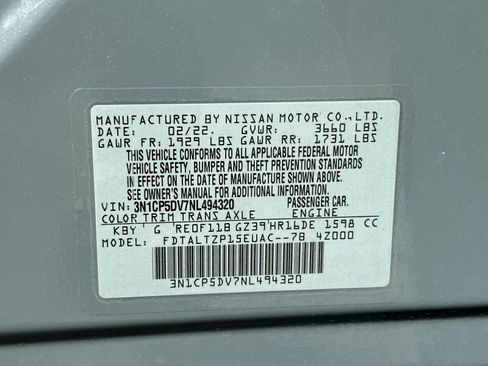 MANUFACTURED BY NISSAN MOTOR CO.,LTD.
DATE: 02/22. GVWR: 3660 LBS
GAWR FR: 1929 LBS GAWR RR: 1731 LBS
THIS VEHICLE CONFORMS TO ALL APPLICABLE FEDERAL MOTOR
VEHICLE SAFETY, BUMPER AND THEFT PREVENTION STANDARDS
IN EFFECT ON THE DATE OF MANUFACTURE SHOWN ABOVE.
SEE OWNER'S MANUAL FOR ADDITIONAL INFORMATION.
VIN: 3N1CP5DV7NL494320 PASSENGER CAR.
COLOR TRIM TRANS AXLE ENGINE
KBY G RE0F11B GZ39 HR16DE 1598 CC
MODEL: FDTALTZP15EUAC--78 4Z000
3N1CP5DV7NL494320